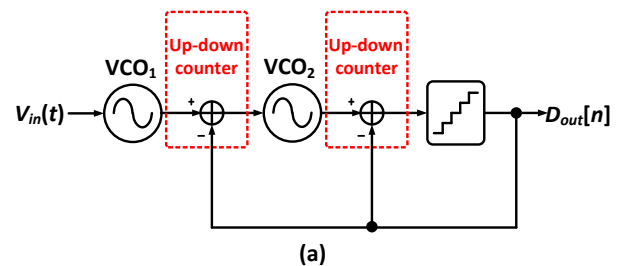 Up-down
counter
Up-down
counter
VCO1
VCO2
Vin(t)
+
−
+
−
Dout[n]
(a)